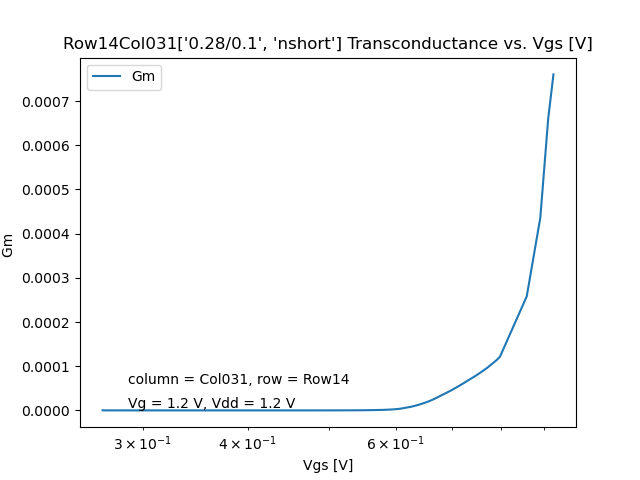 Row14Col031['0.28/0.1', 'nshort'] Transconductance vs. Vgs [V]
Gm
0.0007
0.0006
0.0005
0.0004
0.0003
0.0002
0.0001
0.0000
Gm
column = Col031, row = Row14
Vg = 1.2 V, Vdd = 1.2 V
3 × 10⁻¹
4 × 10⁻¹
6 × 10⁻¹
Vgs [V]